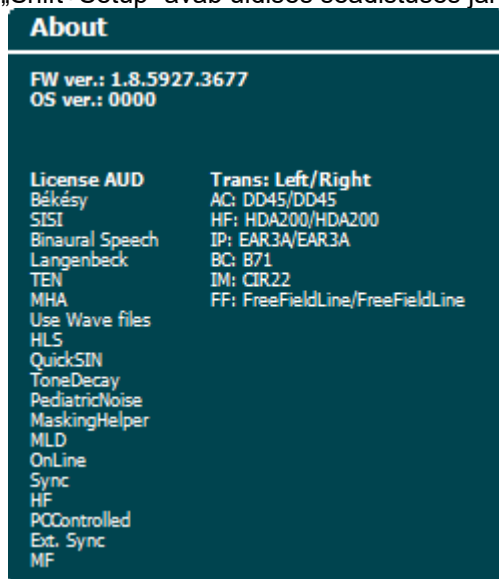 About
FW ver.: 1.8.5927.3677
OS ver.: 0000
License AUD
Békésy
SISI
Binaural Speech
Langenbeck
TEN
MHA
Use Wave files
HLS
QuickSIN
ToneDecay
PediatricNoise
MaskingHelper
MLD
OnLine
Sync
HF
PCControlled
Ext. Sync
MF
Trans: Left/Right
AC: DD45/DD45
HF: HDA200/HDA200
IP: EAR3A/EAR3A
BC: B71
IM: CIR22
FF: FreeFieldLine/FreeFieldLine